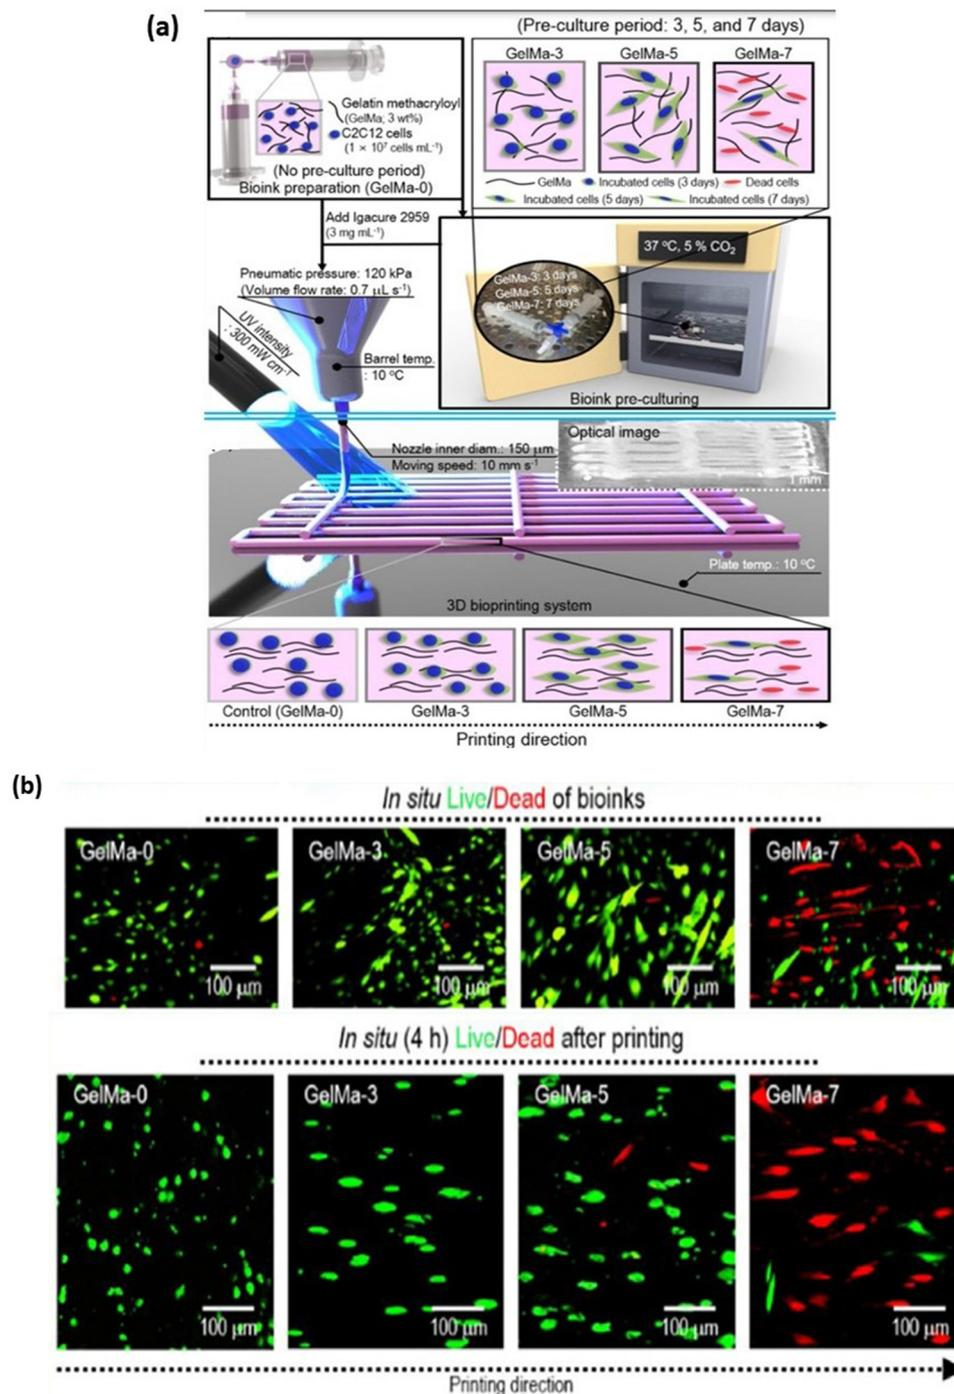 (a)
(Pre-culture period: 3, 5, and 7 days)
GelMa-3
GelMa-5
GelMa-7
Gelatin methacryloyl
(GelMa; 3 wt%)
C2C12 cells
(1 × 10⁷ cells mL⁻¹)
(No pre-culture period)
Bioink preparation (GelMa-0)
GelMa
Incubated cells (3 days)
Dead cells
Incubated cells (5 days)
Incubated cells (7 days)
Add Igacure 2959
(3 mg mL⁻¹)
37 °C, 5 % CO₂
GelMa-3: 3 days
GelMa-5: 5 days
GelMa-7: 7 days
Bioink pre-culturing
Pneumatic pressure: 120 kPa
(Volume flow rate: 0.7 μL s⁻¹)
UV intensity
: 300 mW cm⁻¹
Barrel temp.
: 10 °C
Nozzle inner diam.: 150 μm
Moving speed: 10 mm s⁻¹
Optical image
1 mm
Plate temp.: 10 °C
3D bioprinting system
Control (GelMa-0)
GelMa-3
GelMa-5
GelMa-7
Printing direction
(b)
In situ Live/Dead of bioinks
GelMa-0
GelMa-3
GelMa-5
GelMa-7
100 μm
100 μm
100 μm
100 μm
In situ (4 h) Live/Dead after printing
GelMa-0
GelMa-3
GelMa-5
GelMa-7
100 μm
100 μm
100 μm
100 μm
Printing direction